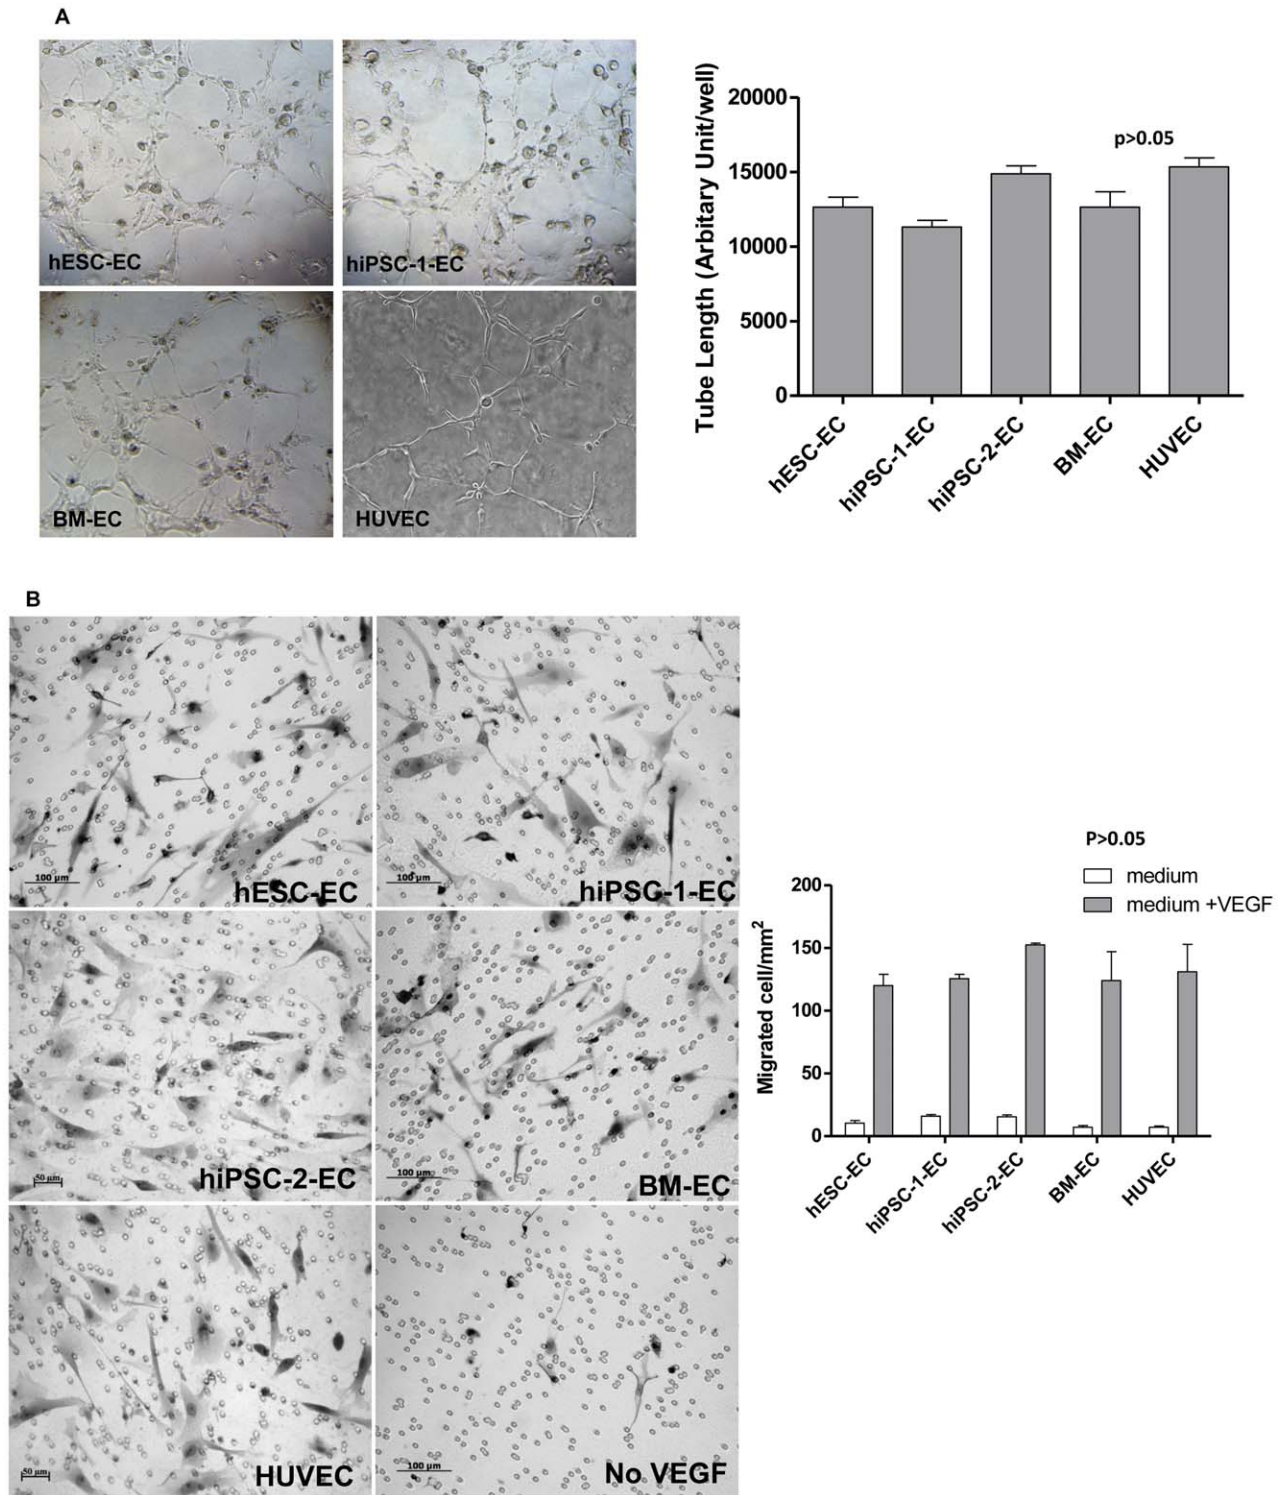 A
hESC-EC
hiPSC-1-EC
BM-EC
HUVEC
Tube Length (Arbitary Unit/well)
20000
15000
10000
5000
0
p>0.05
hESC-EC
hiPSC-1-EC
hiPSC-2-EC
BM-EC
HUVEC
B
100 µm
hESC-EC
100 µm
hiPSC-1-EC
50 µm
hiPSC-2-EC
100 µm
BM-EC
50 µm
HUVEC
100 µm
No VEGF
P>0.05
medium
medium +VEGF
Migrated cell/mm²
200
150
100
50
0
hESC-EC
hiPSC-1-EC
hiPSC-2-EC
BM-EC
HUVEC